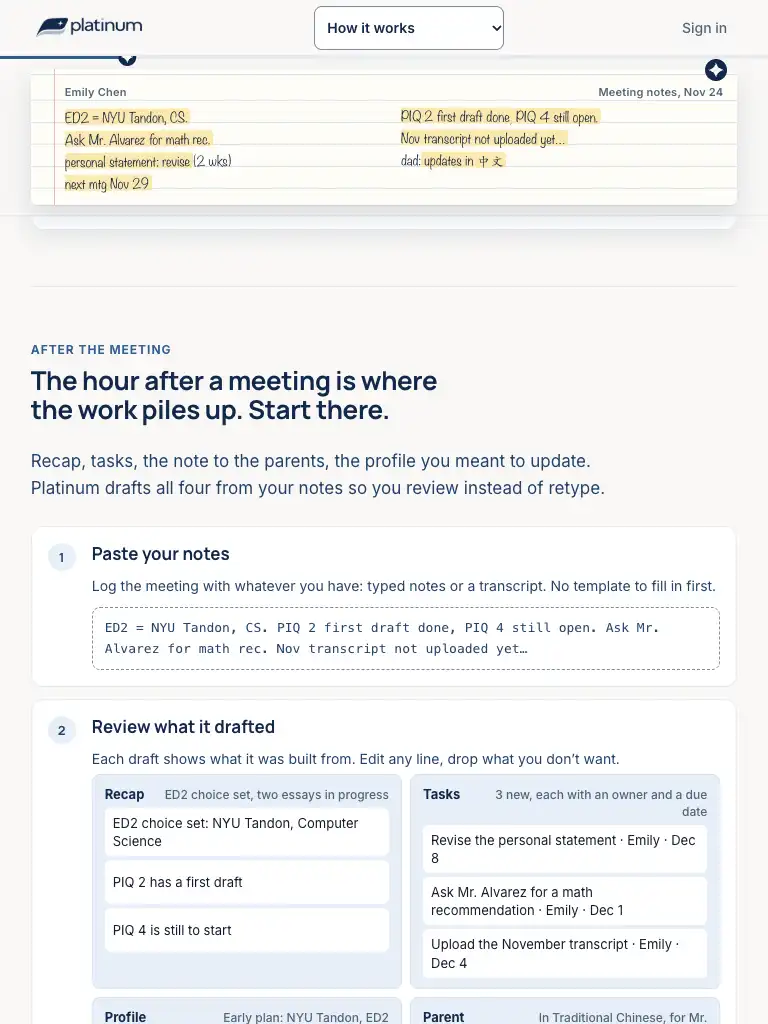 platinum
How it works
Sign in
Emily Chen
Meeting notes, Nov 24
ED2 = NYU Tandon, CS.
Ask Mr. Alvarez for math rec.
personal statement: revise (2 wks)
next mtg Nov 29
PIQ 2 first draft done, PIQ 4 still open.
Nov transcript not uploaded yet...
dad: updates in 中文
AFTER THE MEETING
The hour after a meeting is where
the work piles up. Start there.
Recap, tasks, the note to the parents, the profile you meant to update.
Platinum drafts all four from your notes so you review instead of retype.
1
Paste your notes
Log the meeting with whatever you have: typed notes or a transcript. No template to fill in first.
ED2 = NYU Tandon, CS. PIQ 2 first draft done, PIQ 4 still open. Ask Mr.
Alvarez for math rec. Nov transcript not uploaded yet…
2
Review what it drafted
Each draft shows what it was built from. Edit any line, drop what you don’t want.
Recap
ED2 choice set, two essays in progress
ED2 choice set: NYU Tandon, Computer
Science
PIQ 2 has a first draft
PIQ 4 is still to start
Tasks
3 new, each with an owner and a due
date
Revise the personal statement · Emily · Dec
8
Ask Mr. Alvarez for a math
recommendation · Emily · Dec 1
Upload the November transcript · Emily ·
Dec 4
Profile
Early plan: NYU Tandon, ED2
Parent
In Traditional Chinese, for Mr.